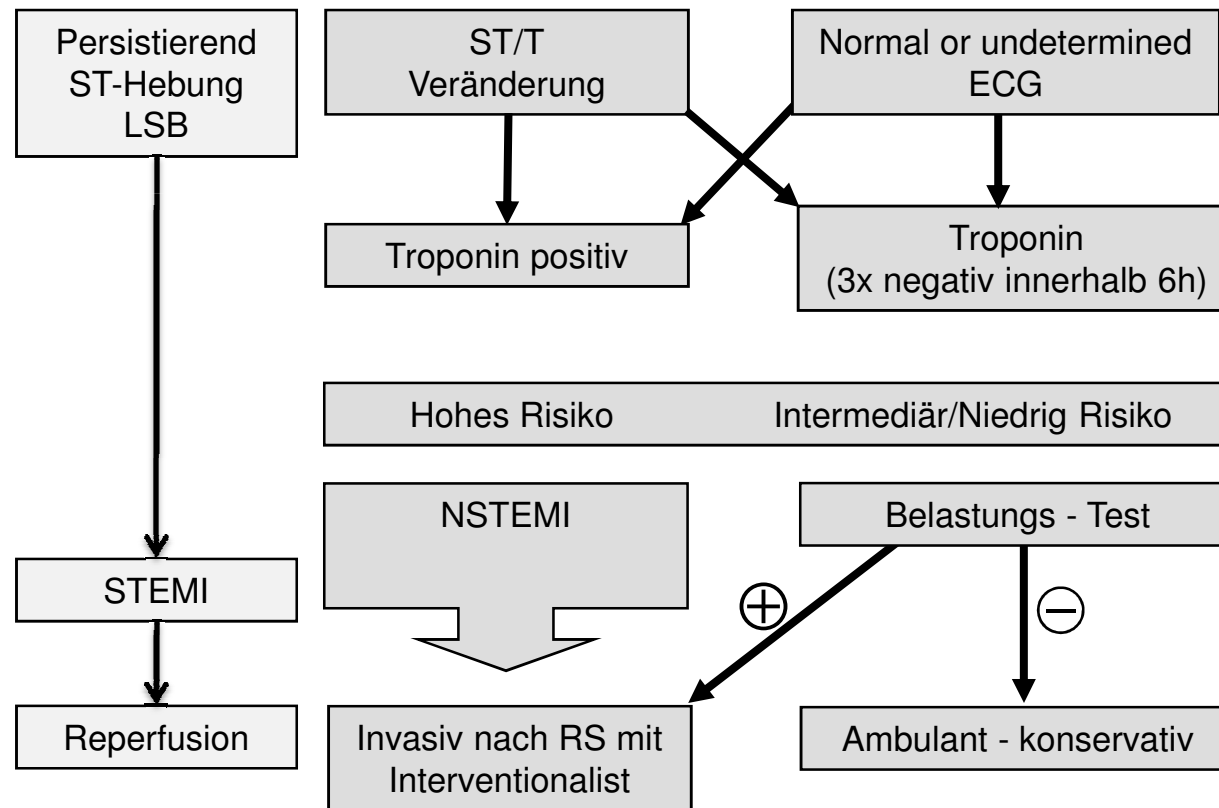 Persistierend
ST-Hebung
LSB
ST/T
Veränderung
Normal or undetermined
ECG
Troponin positiv
Troponin
(3x negativ innerhalb 6h)
Hohes Risiko
Intermediär/Niedrig Risiko
NSTEMI
Belastungs - Test
STEMI
+
−
Reperfusion
Invasiv nach RS mit
Interventionalist
Ambulant - konservativ